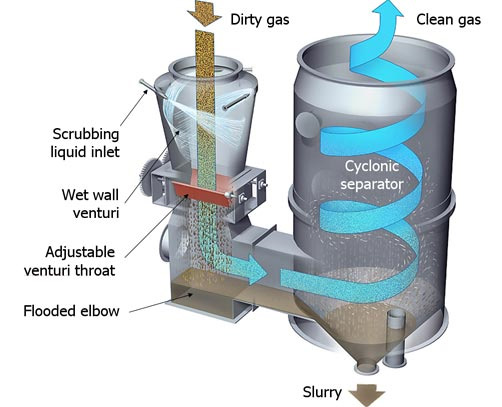 Dirty gas
Clean gas
Scrubbing
liquid inlet
Cyclonic
separator
Wet wall
venturi
Adjustable
venturi throat
Flooded elbow
Slurry